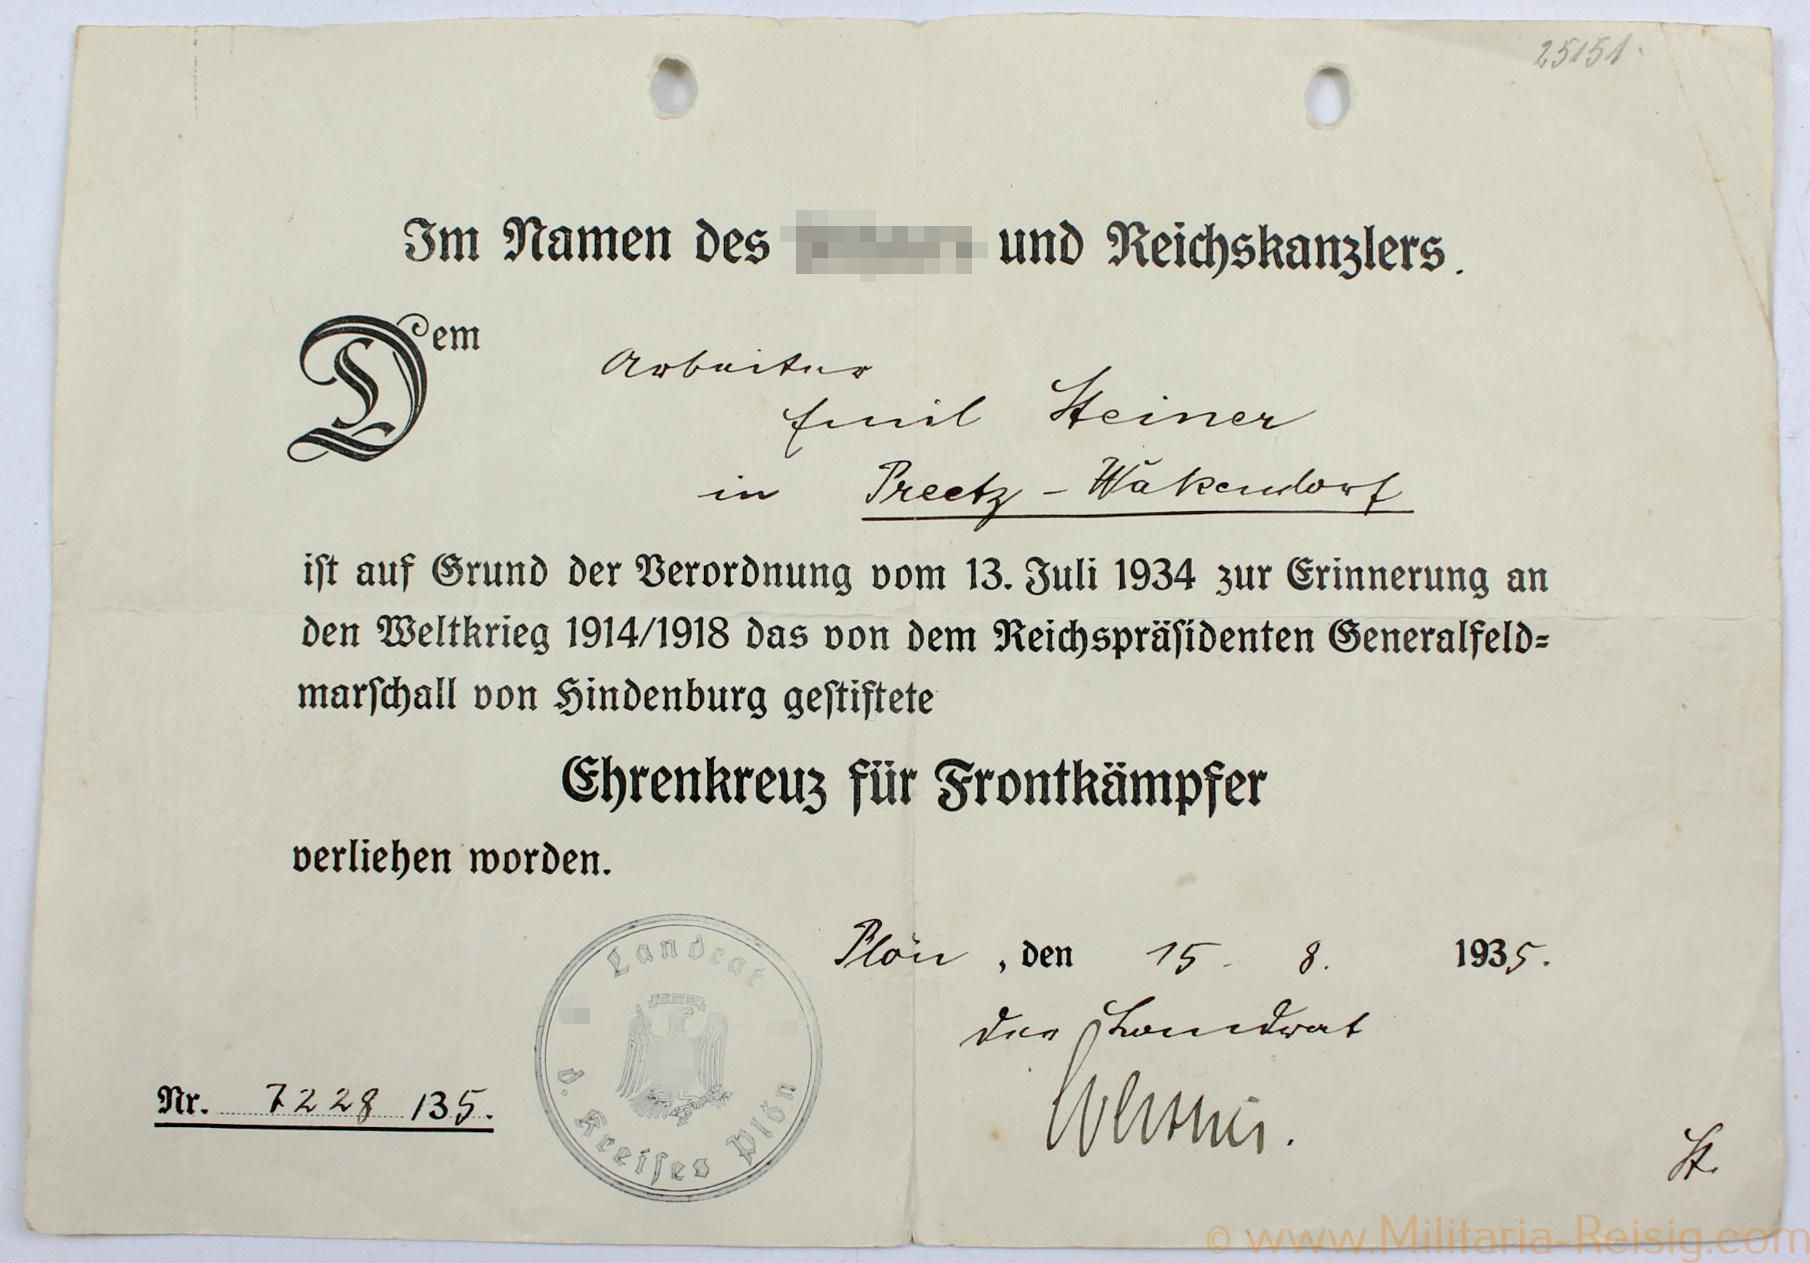 25151.
Im Namen des und Reichskanzlers.
Dem
Arbeiter
Emil Steiner
in Preetz - Wakendorf
ist auf Grund der Verordnung vom 13. Juli 1934 zur Erinnerung an
den Weltkrieg 1914/1918 das von dem Reichspräsidenten Generalfeld=
marschall von Hindenburg gestiftete
Ehrenkreuz für Frontkämpfer
verliehen worden.
Plön, den 15. 8. 1935.
Der Landrat
Nr. 7228 /35.
Landrat
d. Kreises Plön
St.
© www.Militaria-Reisig.com